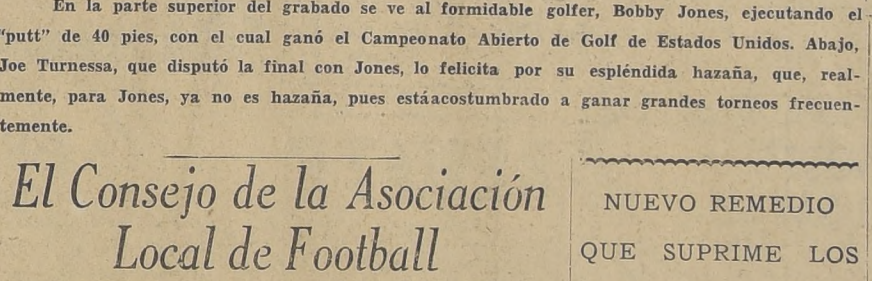 En la parte superior del grabado se ve al formidable golfer, Bobby Jones, ejecutando el
"putt" de 40 pies, con el cual ganó el Campeonato Abierto de Golf de Estados Unidos. Abajo,
Joe Turnessa, que disputó la final con Jones, lo felicita por su espléndida hazaña, que, real-
mente, para Jones, ya no es hazaña, pues estáacostumbrado a ganar grandes torneos frecuen-
temente.
El Consejo de la Asociación
Local de Football
NUEVO REMEDIO
QUE SUPRIME LOS